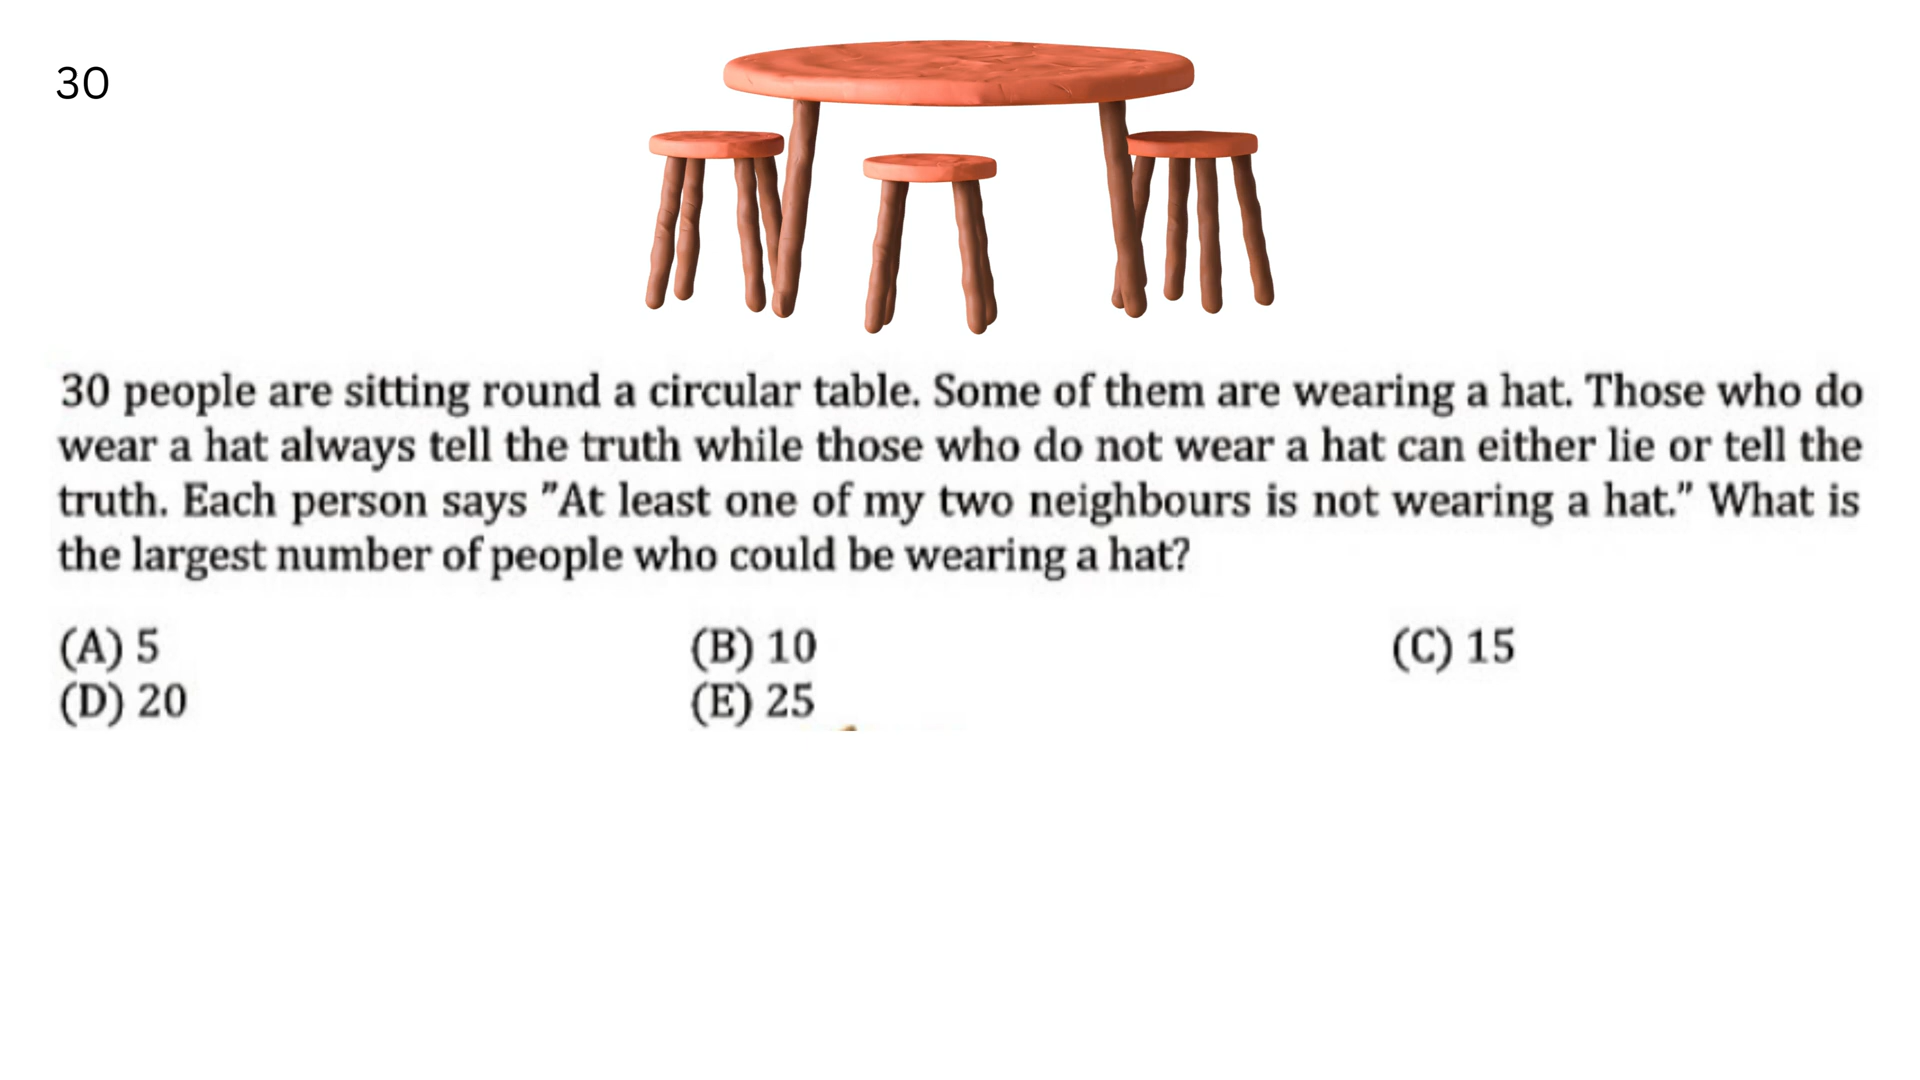 30
30 people are sitting round a circular table. Some of them are wearing a hat. Those who do
wear a hat always tell the truth while those who do not wear a hat can either lie or tell the
truth. Each person says "At least one of my two neighbours is not wearing a hat." What is
the largest number of people who could be wearing a hat?
(A) 5 (B) 10 (C) 15
(D) 20 (E) 25